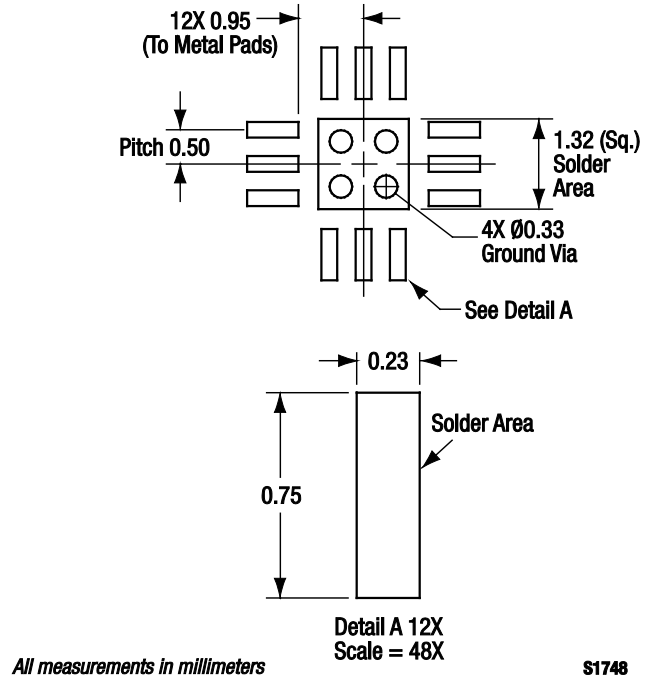 12X 0.95
(To Metal Pads)
Pitch 0.50
1.32 (Sq.)
Solder
Area
4X Ø0.33
Ground Via
See Detail A
0.23
Solder Area
0.75
Detail A 12X
Scale = 48X
All measurements in millimeters
S1748